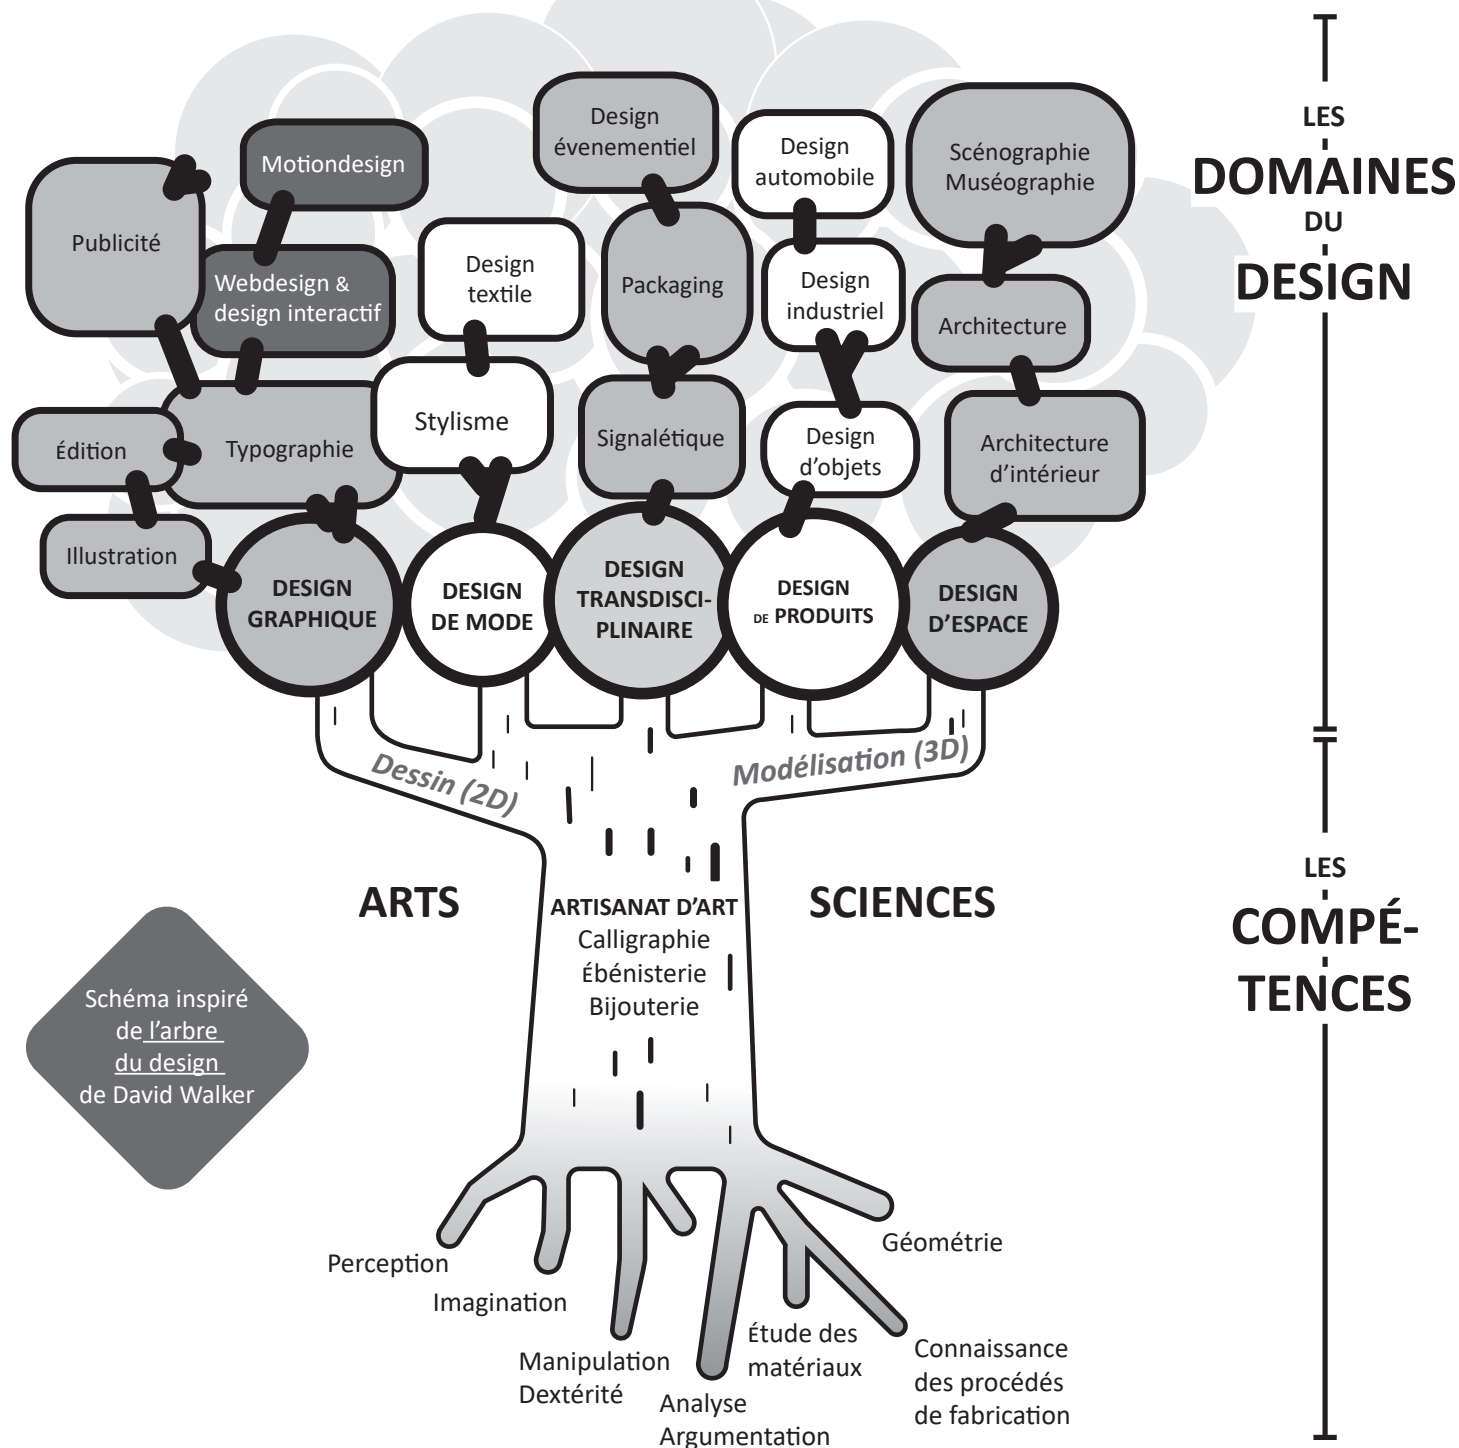 Design
évenementiel
Motiondesign
Design
automobile
Scénographie
Muséographie
Publicité
Webdesign &
design interactif
Design
textile
Packaging
Design
industriel
Architecture
Édition
Typographie
Stylisme
Signalétique
Design
d'objets
Architecture
d'intérieur
Illustration
DESIGN
GRAPHIQUE
DESIGN
DE MODE
DESIGN
TRANSDISCI-
PLINAIRE
DESIGN
DE PRODUITS
DESIGN
D'ESPACE
LES
DOMAINES
DU
DESIGN
Dessin (2D)
Modélisation (3D)
ARTS
SCIENCES
ARTISANAT D'ART
Calligraphie
Ébénisterie
Bijouterie
LES
COMPÉ-
TENCES
Schéma inspiré
de l'arbre
du design
de David Walker
Perception
Imagination
Manipulation
Dextérité
Analyse
Argumentation
Étude des
matériaux
Connaissance
des procédés
de fabrication
Géométrie